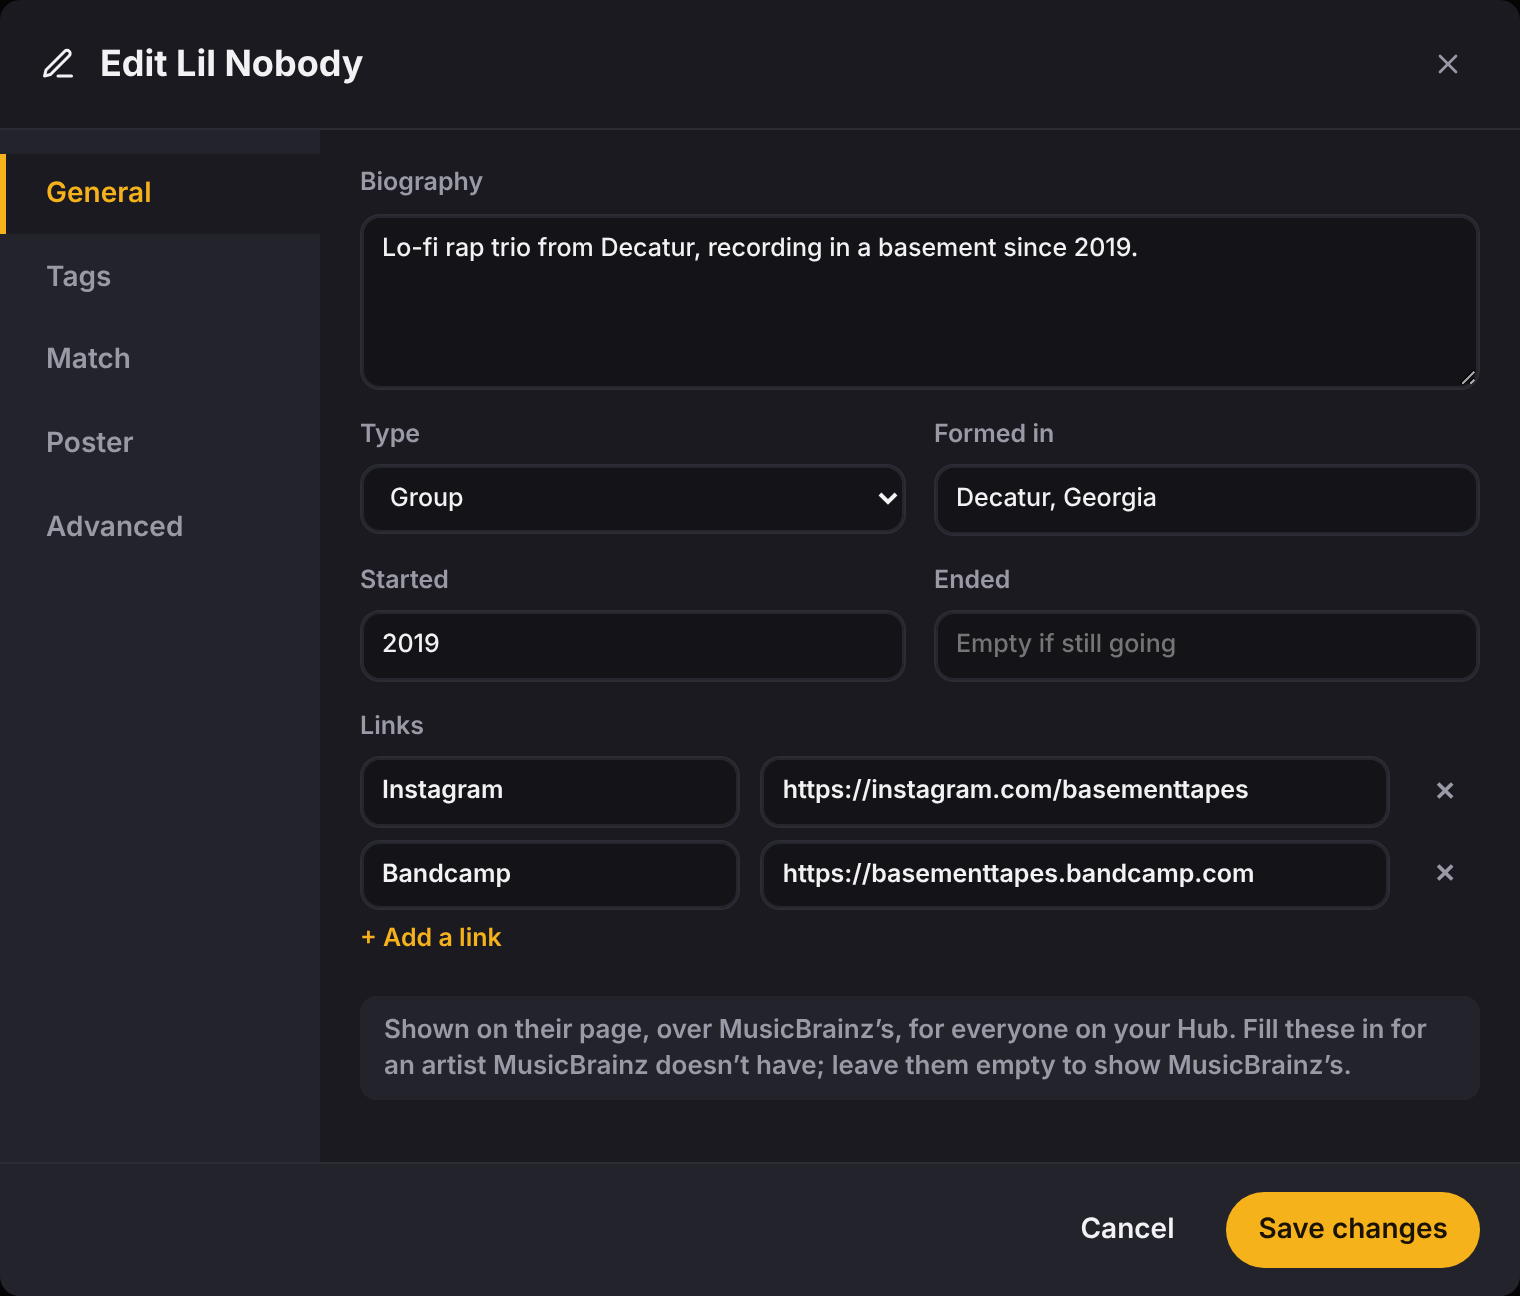 Edit Lil Nobody
General
Tags
Match
Poster
Advanced
Biography
Lo-fi rap trio from Decatur, recording in a basement since 2019.
Type
Formed in
Group
Decatur, Georgia
Started
Ended
2019
Empty if still going
Links
Instagram
https://instagram.com/basementtapes
Bandcamp
https://basementtapes.bandcamp.com
+ Add a link
Shown on their page, over MusicBrainz’s, for everyone on your Hub. Fill these in for
an artist MusicBrainz doesn’t have; leave them empty to show MusicBrainz’s.
Cancel
Save changes